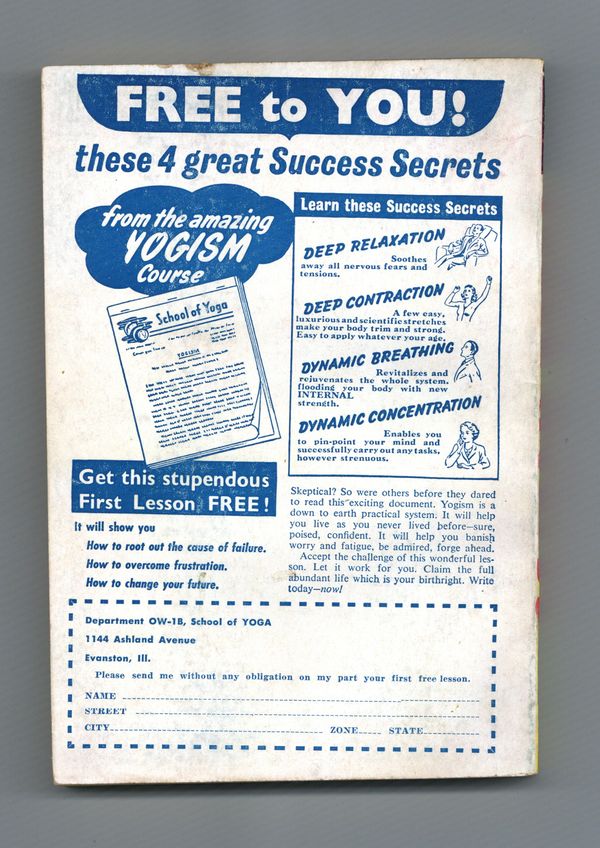 FREE to YOU!
these 4 great Success Secrets
from the amazing
YOGISM
Course
School of Yoga
YOGISM
Get this stupendous
First Lesson FREE!
It will show you
How to root out the cause of failure.
How to overcome frustration.
How to change your future.
Learn these Success Secrets
DEEP RELAXATION
Soothes
away all nervous fears and
tensions.
DEEP CONTRACTION
A few easy,
luxurious and scientific stretches
make your body trim and strong.
Easy to apply whatever your age.
DYNAMIC BREATHING
Revitalizes and
rejuvenates the whole system,
flooding your body with new
INTERNAL
strength.
DYNAMIC CONCENTRATION
Enables you
to pin-point your mind and
successfully carry out any tasks,
however strenuous.
Skeptical? So were others before they dared
to read this exciting document. Yogism is a
down to earth practical system. It will help
you live as you never lived before—sure,
poised, confident. It will help you banish
worry and fatigue, be admired, forge ahead.
Accept the challenge of this wonderful les-
son. Let it work for you. Claim the full
abundant life which is your birthright. Write
today—now!
Department OW-1B, School of YOGA
1144 Ashland Avenue
Evanston, Ill.
Please send me without any obligation on my part your first free lesson.
NAME
STREET
CITY ZONE STATE